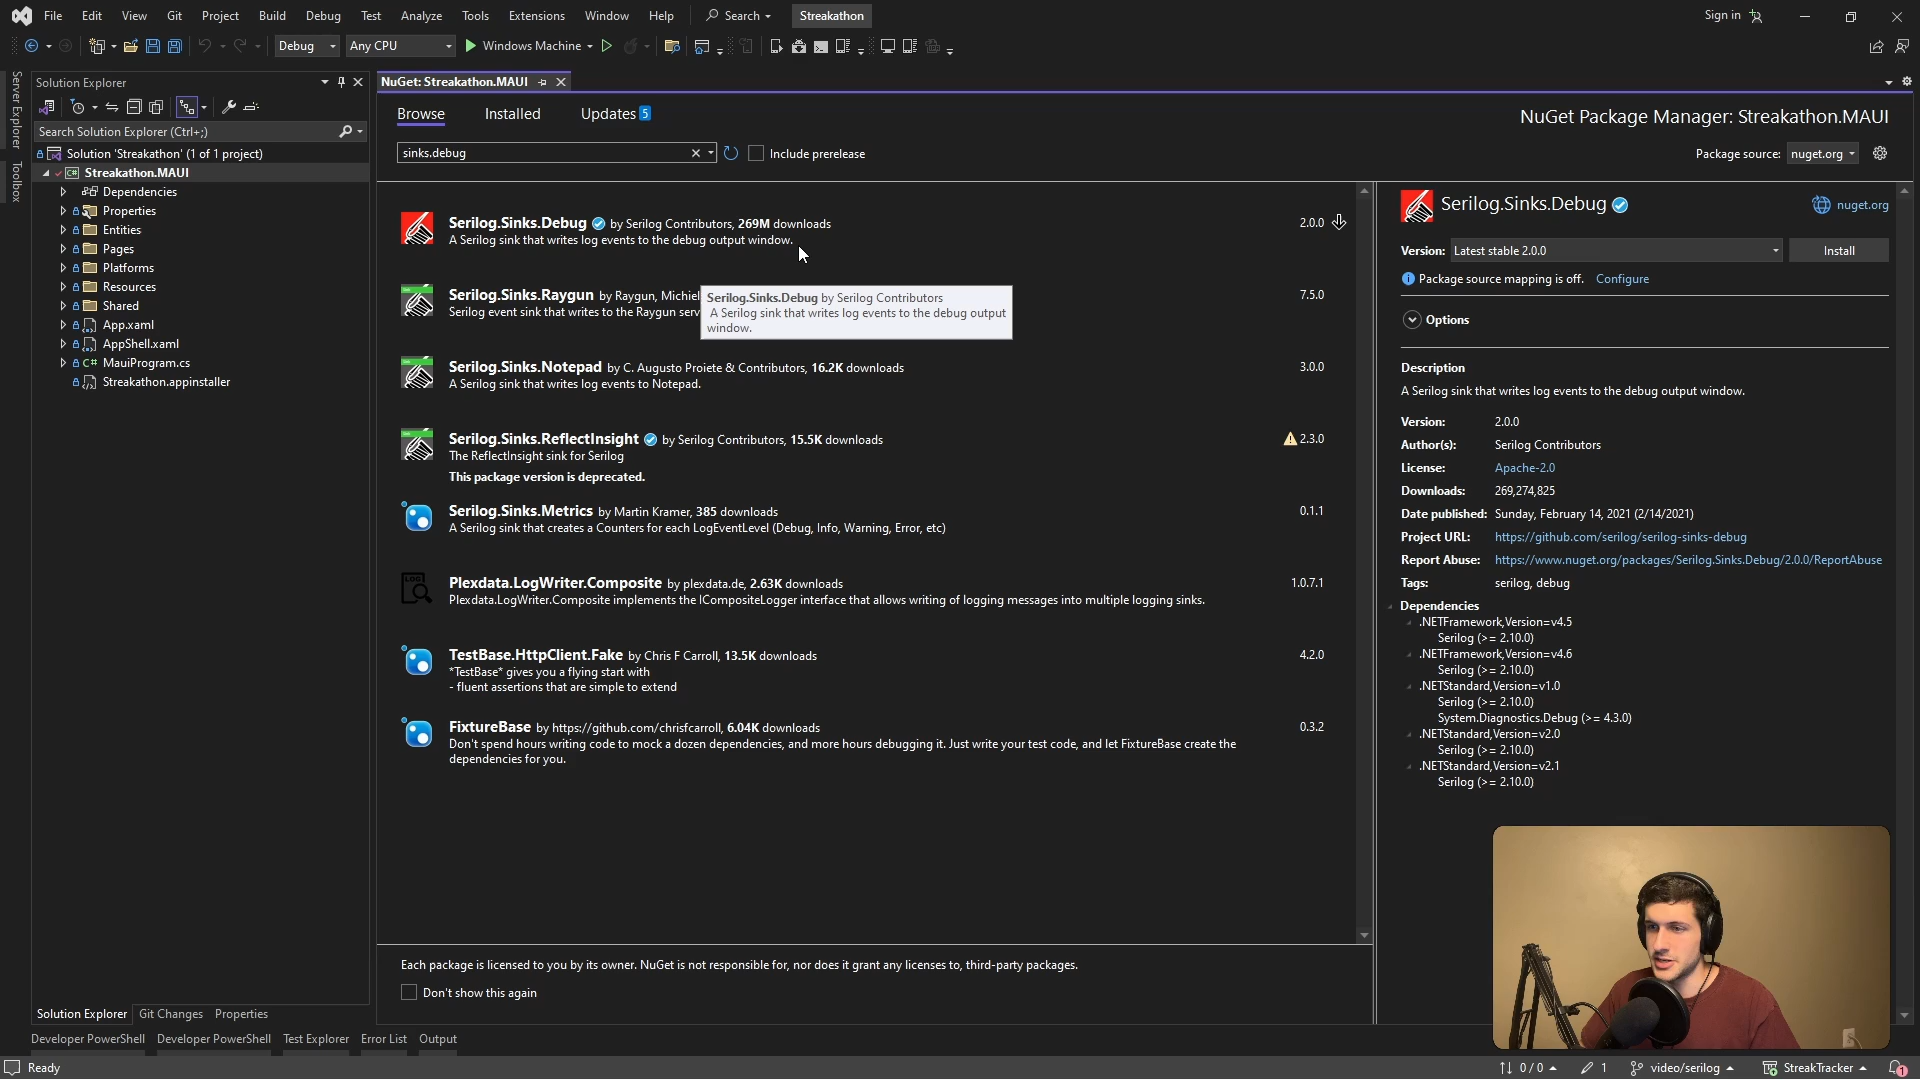 File Edit View Git Project Build Debug Test Analyze Tools Extensions Window Help Search Streakathon Sign in
Debug Any CPU Windows Machine
Server Explorer
Toolbox
Solution Explorer
Search Solution Explorer (Ctrl+;)
Solution 'Streakathon' (1 of 1 project)
Streakathon.MAUI
Dependencies
Properties
Entities
Pages
Platforms
Resources
Shared
App.xaml
AppShell.xaml
C# MauiProgram.cs
Streakathon.appinstaller
Solution Explorer Git Changes Properties
NuGet: Streakathon.MAUI
Browse Installed Updates 5
NuGet Package Manager: Streakathon.MAUI
sinks.debug Include prerelease
Package source: nuget.org
Serilog.Sinks.Debug by Serilog Contributors, 269M downloads 2.0.0
A Serilog sink that writes log events to the debug output window.
Serilog.Sinks.Raygun by Raygun, Michiel 7.5.0
Serilog event sink that writes to the Raygun serv
Serilog.Sinks.Debug by Serilog Contributors
A Serilog sink that writes log events to the debug output
window.
Serilog.Sinks.Notepad by C. Augusto Proiete & Contributors, 16.2K downloads 3.0.0
A Serilog sink that writes log events to Notepad.
Serilog.Sinks.ReflectInsight by Serilog Contributors, 15.5K downloads 2.3.0
The ReflectInsight sink for Serilog
This package version is deprecated.
Serilog.Sinks.Metrics by Martin Kramer, 385 downloads 0.1.1
A Serilog sink that creates a Counters for each LogEventLevel (Debug, Info, Warning, Error, etc)
LOG
Plexdata.LogWriter.Composite by plexdata.de, 2.63K downloads 1.0.7.1
Plexdata.LogWriter.Composite implements the ICompositeLogger interface that allows writing of logging messages into multiple logging sinks.
TestBase.HttpClient.Fake by Chris F Carroll, 13.5K downloads 4.2.0
*TestBase* gives you a flying start with
- fluent assertions that are simple to extend
FixtureBase by https://github.com/chrisfcarroll, 6.04K downloads 0.3.2
Don't spend hours writing code to mock a dozen dependencies, and more hours debugging it. Just write your test code, and let FixtureBase create the
dependencies for you.
Each package is licensed to you by its owner. NuGet is not responsible for, nor does it grant any licenses to, third-party packages.
Don't show this again
Serilog.Sinks.Debug nuget.org
Version: Latest stable 2.0.0 Install
Package source mapping is off. Configure
Options
Description
A Serilog sink that writes log events to the debug output window.
Version: 2.0.0
Author(s): Serilog Contributors
License: Apache-2.0
Downloads: 269,274,825
Date published: Sunday, February 14, 2021 (2/14/2021)
Project URL: https://github.com/serilog/serilog-sinks-debug
Report Abuse: https://www.nuget.org/packages/Serilog.Sinks.Debug/2.0.0/ReportAbuse
Tags: serilog, debug
Dependencies
.NETFramework,Version=v4.5
Serilog (>= 2.10.0)
.NETFramework,Version=v4.6
Serilog (>= 2.10.0)
.NETStandard,Version=v1.0
Serilog (>= 2.10.0)
System.Diagnostics.Debug (>= 4.3.0)
.NETStandard,Version=v2.0
Serilog (>= 2.10.0)
.NETStandard,Version=v2.1
Serilog (>= 2.10.0)
Developer PowerShell Developer PowerShell Test Explorer Error List Output
Ready 0 / 0 1 video/serilog StreakTracker 1